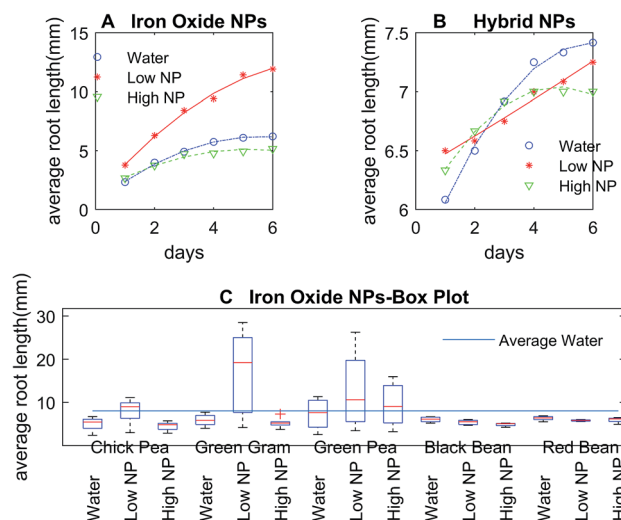 A Iron Oxide NPs
average root length(mm)
15
10
5
0
Water
Low NP
High NP
0 2 4 6
days
B Hybrid NPs
average root length(mm)
7.5
7
6.5
6
Water
Low NP
High NP
0 2 4 6
days
C Iron Oxide NPs-Box Plot
average root length(mm)
30
20
10
Average Water
Chick Pea Green Gram Green Pea Black Bean Red Bean
Water Low NP High NP Water Low NP High NP Water Low NP High NP Water Low NP High NP Water Low NP High NP